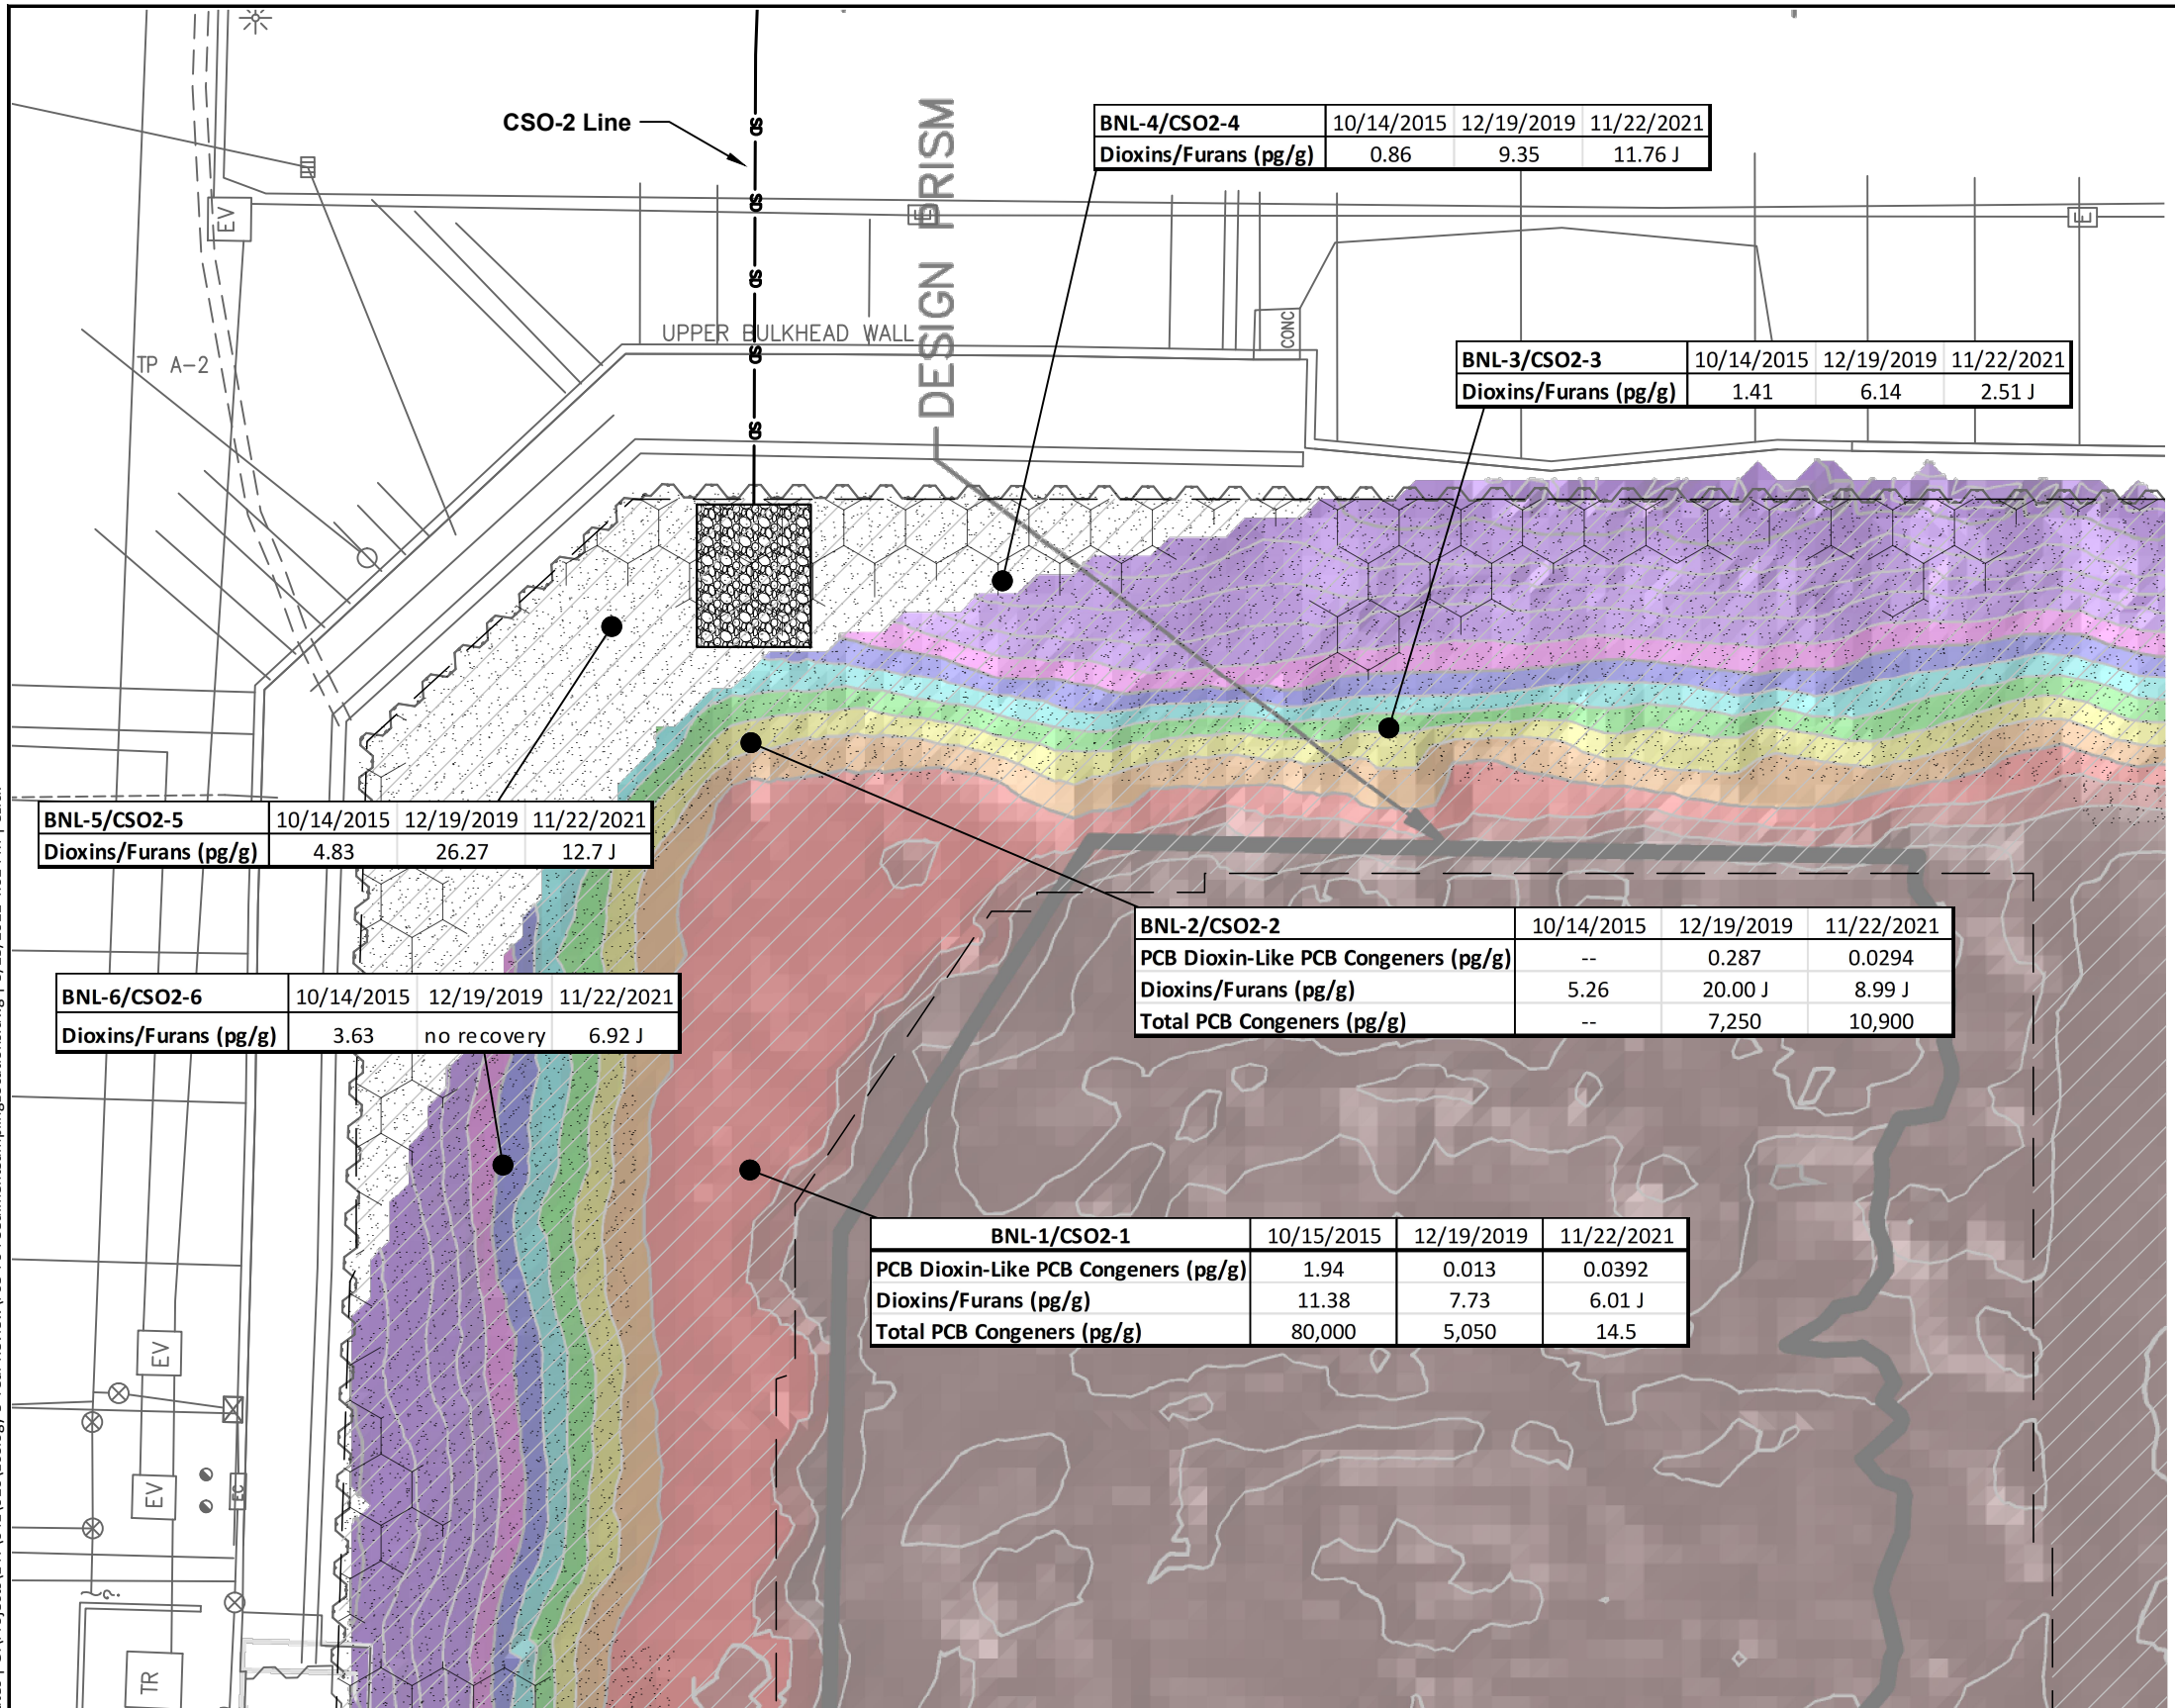 CSO-2 Line
SD
SD
SD
SD
SD
DESIGN PRISM
BNL-4/CSO2-4 10/14/2015 12/19/2019 11/22/2021
Dioxins/Furans (pg/g) 0.86 9.35 11.76 J
EV
E
E
UPPER BULKHEAD WALL
CONC
TP A-2
BNL-3/CSO2-3 10/14/2015 12/19/2019 11/22/2021
Dioxins/Furans (pg/g) 1.41 6.14 2.51 J
BNL-5/CSO2-5 10/14/2015 12/19/2019 11/22/2021
Dioxins/Furans (pg/g) 4.83 26.27 12.7 J
BNL-2/CSO2-2 10/14/2015 12/19/2019 11/22/2021
PCB Dioxin-Like PCB Congeners (pg/g) -- 0.287 0.0294
Dioxins/Furans (pg/g) 5.26 20.00 J 8.99 J
Total PCB Congeners (pg/g) -- 7,250 10,900
BNL-6/CSO2-6 10/14/2015 12/19/2019 11/22/2021
Dioxins/Furans (pg/g) 3.63 no recovery 6.92 J
BNL-1/CSO2-1 10/15/2015 12/19/2019 11/22/2021
PCB Dioxin-Like PCB Congeners (pg/g) 1.94 0.013 0.0392
Dioxins/Furans (pg/g) 11.38 7.73 6.01 J
Total PCB Congeners (pg/g) 80,000 5,050 14.5
EV
EV
EC
?
TR